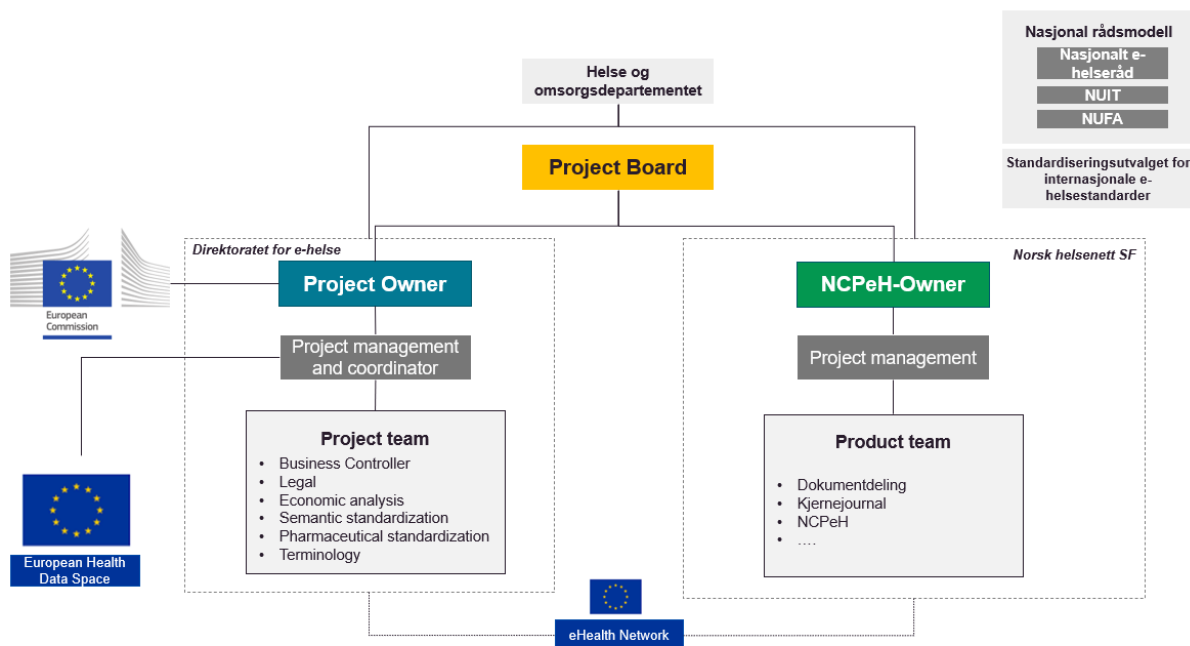 Nasjonal rådsmodell
Nasjonalt e-
helseråd
NUIT
NUFA
Helse og
omsorgsdepartementet
Project Board
Standardiseringsutvalget for
internasjonale e-
helsestandarder
Direktoratet for e-helse
Norsk helsenett SF
Project Owner
NCPeH-Owner
European
Commission
Project management
and coordinator
Project management
Project team
• Business Controller
• Legal
• Economic analysis
• Semantic standardization
• Pharmaceutical standardization
• Terminology
Product team
• Dokumentdeling
• Kjernejournal
• NCPeH
• ....
European Health
Data Space
eHealth Network